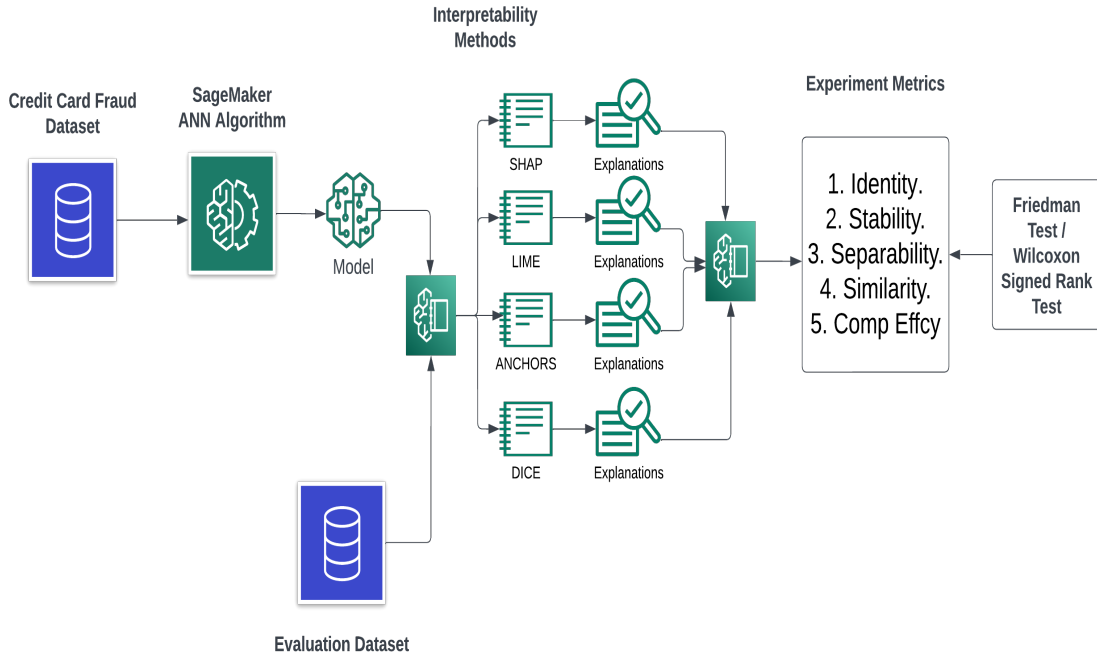 Interpretability
Methods
Credit Card Fraud
Dataset
SageMaker
ANN Algorithm
Model
SHAP
Explanations
LIME
Explanations
ANCHORS
Explanations
DICE
Explanations
Experiment Metrics
1. Identity.
2. Stability.
3. Separability.
4. Similarity.
5. Comp Effcy
Friedman
Test /
Wilcoxon
Signed Rank
Test
Evaluation Dataset